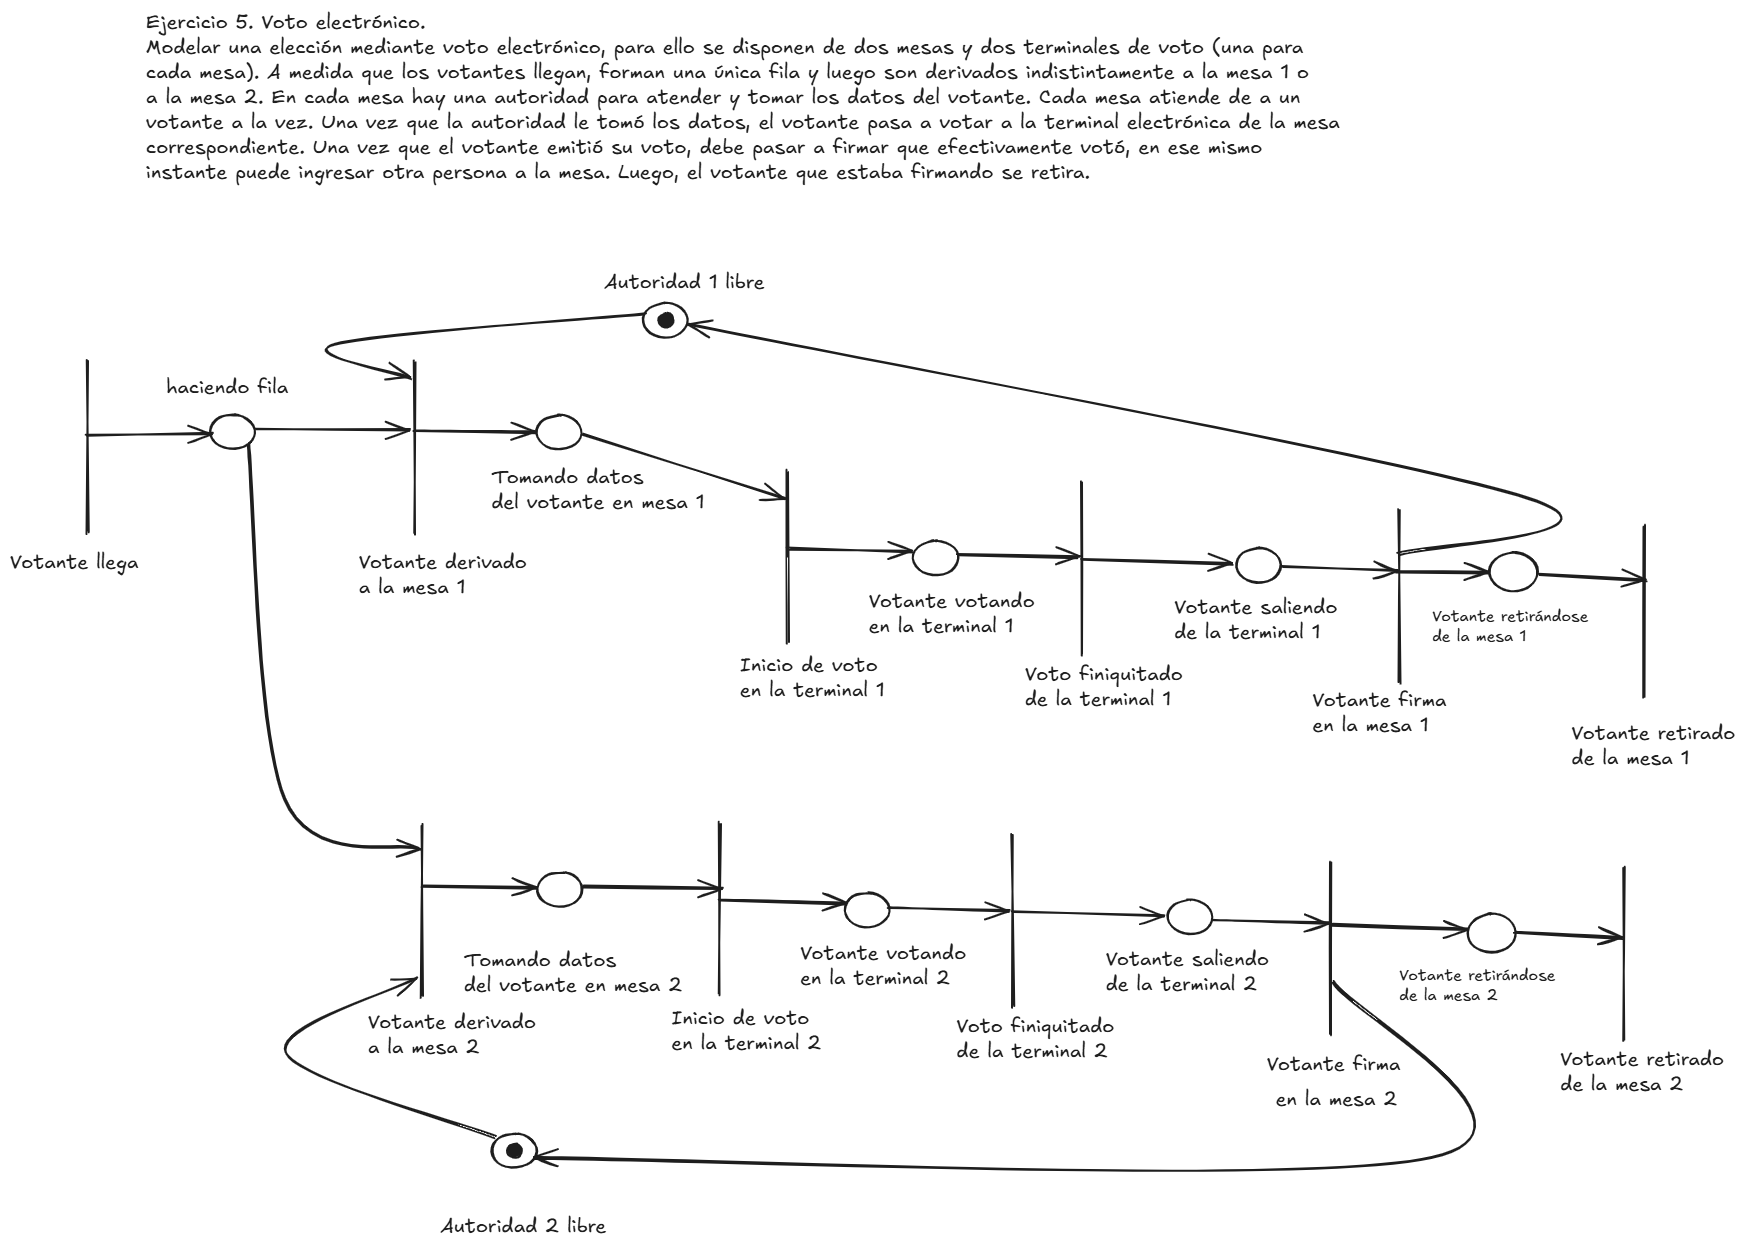 Ejercicio 5. Voto electrónico.
Modelar una elección mediante voto electrónico, para ello se disponen de dos mesas y dos terminales de voto (una para
cada mesa). A medida que los votantes llegan, forman una única fila y luego son derivados indistintamente a la mesa 1 o
a la mesa 2. En cada mesa hay una autoridad para atender y tomar los datos del votante. Cada mesa atiende de a un
votante a la vez. Una vez que la autoridad le tomó los datos, el votante pasa a votar a la terminal electrónica de la mesa
correspondiente. Una vez que el votante emitió su voto, debe pasar a firmar que efectivamente votó, en ese mismo
instante puede ingresar otra persona a la mesa. Luego, el votante que estaba firmando se retira.
Autoridad 1 libre
haciendo fila
Votante llega
Votante derivado
a la mesa 1
Tomando datos
del votante en mesa 1
Inicio de voto
en la terminal 1
Votante votando
en la terminal 1
Voto finiquitado
de la terminal 1
Votante saliendo
de la terminal 1
Votante firma
en la mesa 1
Votante retirándose
de la mesa 1
Votante retirado
de la mesa 1
Votante derivado
a la mesa 2
Tomando datos
del votante en mesa 2
Inicio de voto
en la terminal 2
Votante votando
en la terminal 2
Voto finiquitado
de la terminal 2
Votante saliendo
de la terminal 2
Votante firma
en la mesa 2
Votante retirándose
de la mesa 2
Votante retirado
de la mesa 2
Autoridad 2 libre